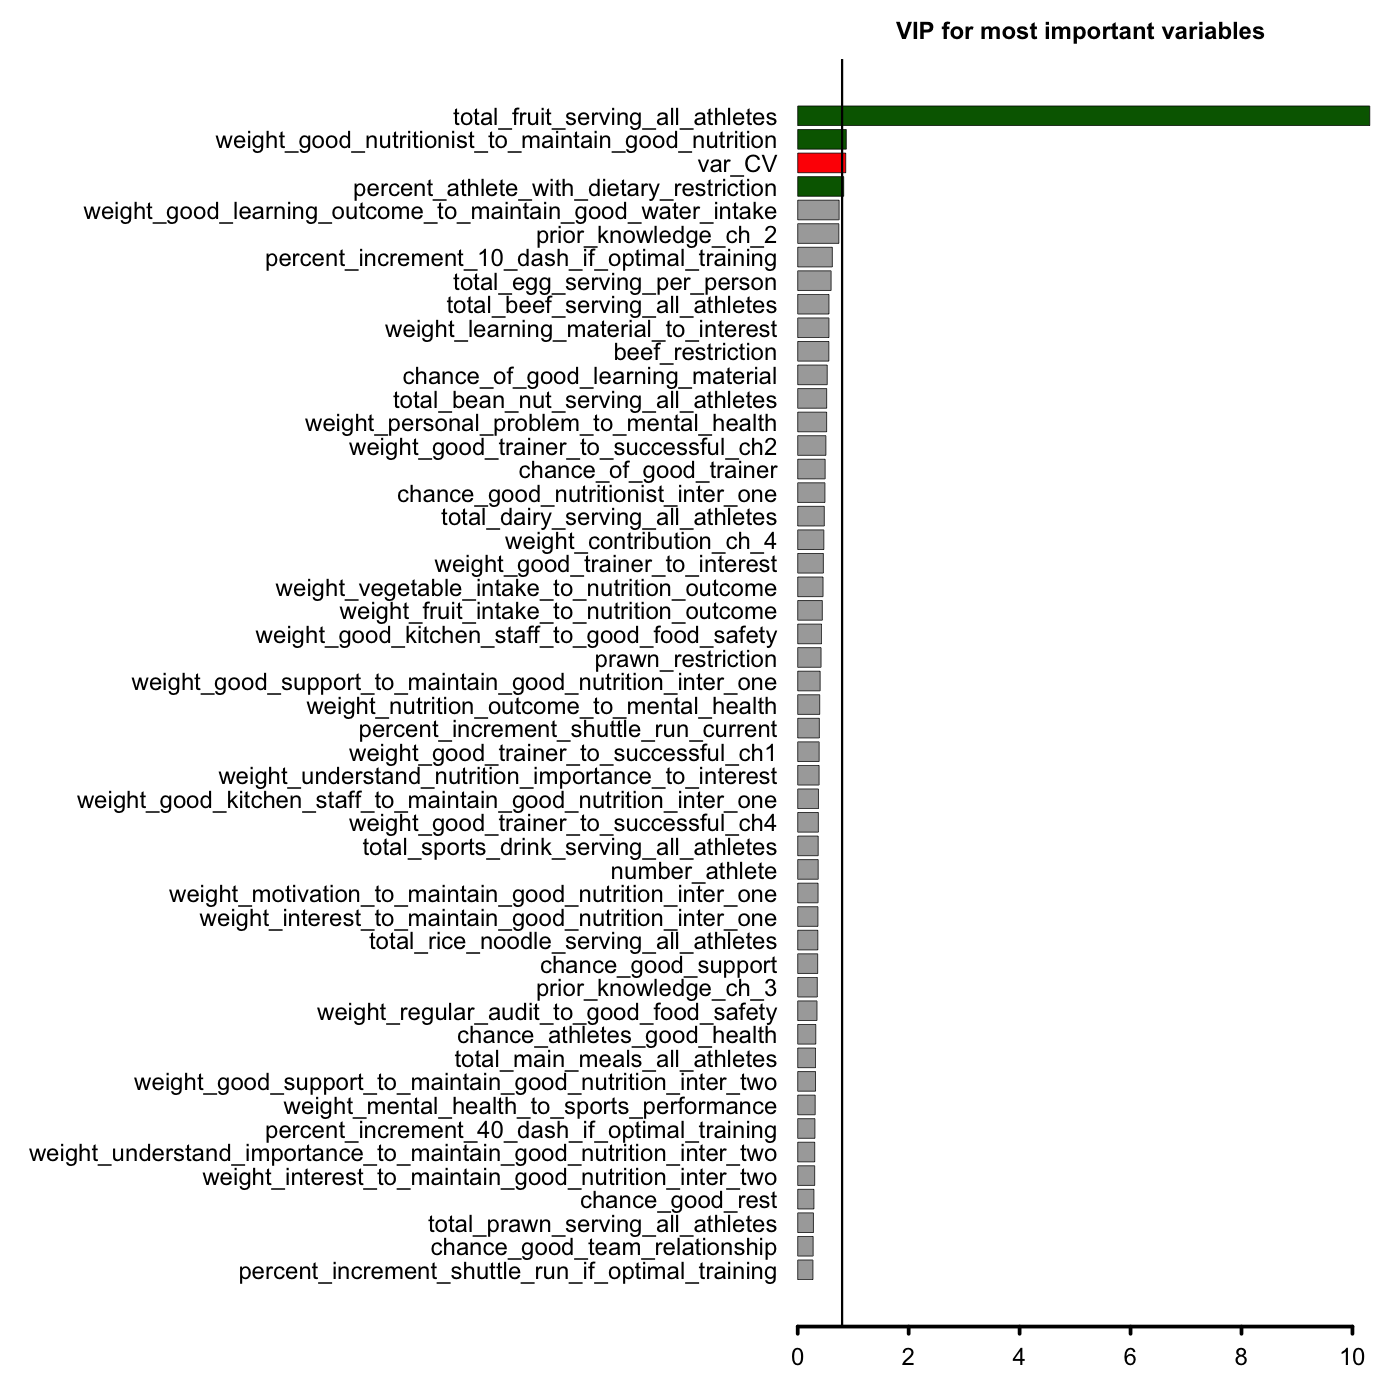 VIP for most important variables
total_fruit_serving_all_athletes
weight_good_nutritionist_to_maintain_good_nutrition
var_CV
percent_athlete_with_dietary_restriction
weight_good_learning_outcome_to_maintain_good_water_intake
prior_knowledge_ch_2
percent_increment_10_dash_if_optimal_training
total_egg_serving_per_person
total_beef_serving_all_athletes
weight_learning_material_to_interest
beef_restriction
chance_of_good_learning_material
total_bean_nut_serving_all_athletes
weight_personal_problem_to_mental_health
weight_good_trainer_to_successful_ch2
chance_of_good_trainer
chance_good_nutritionist_inter_one
total_dairy_serving_all_athletes
weight_contribution_ch_4
weight_good_trainer_to_interest
weight_vegetable_intake_to_nutrition_outcome
weight_fruit_intake_to_nutrition_outcome
weight_good_kitchen_staff_to_good_food_safety
prawn_restriction
weight_good_support_to_maintain_good_nutrition_inter_one
weight_nutrition_outcome_to_mental_health
percent_increment_shuttle_run_current
weight_good_trainer_to_successful_ch1
weight_understand_nutrition_importance_to_interest
weight_good_kitchen_staff_to_maintain_good_nutrition_inter_one
weight_good_trainer_to_successful_ch4
total_sports_drink_serving_all_athletes
number_athlete
weight_motivation_to_maintain_good_nutrition_inter_one
weight_interest_to_maintain_good_nutrition_inter_one
total_rice_noodle_serving_all_athletes
chance_good_support
prior_knowledge_ch_3
weight_regular_audit_to_good_food_safety
chance_athletes_good_health
total_main_meals_all_athletes
weight_good_support_to_maintain_good_nutrition_inter_two
weight_mental_health_to_sports_performance
percent_increment_40_dash_if_optimal_training
weight_understand_importance_to_maintain_good_nutrition_inter_two
weight_interest_to_maintain_good_nutrition_inter_two
chance_good_rest
total_prawn_serving_all_athletes
chance_good_team_relationship
percent_increment_shuttle_run_if_optimal_training
0 2 4 6 8 10